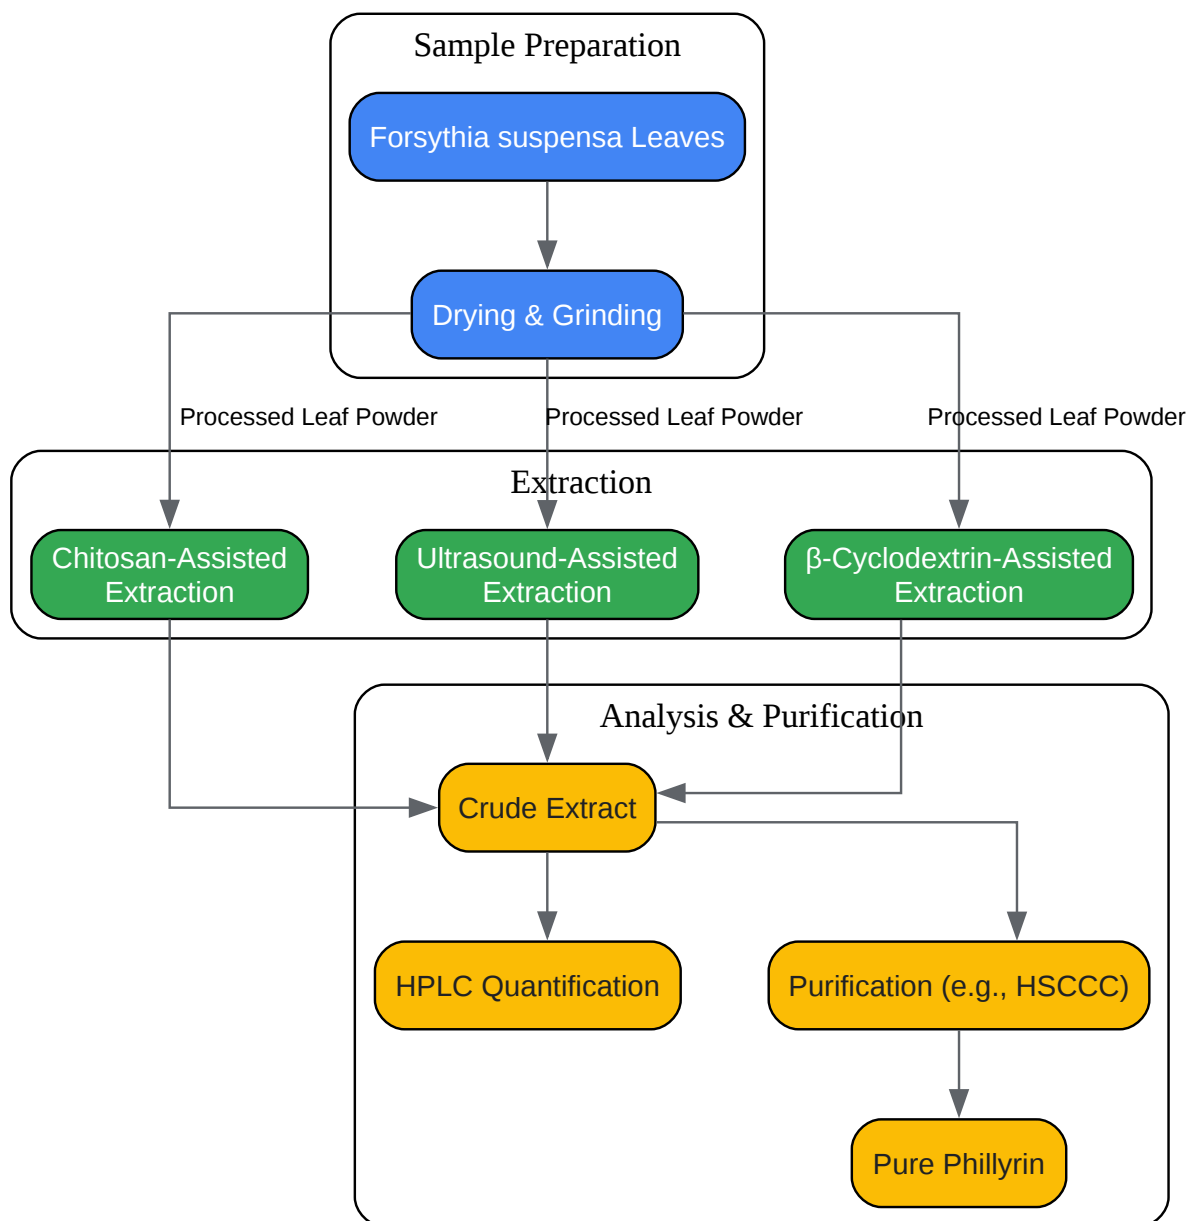 Sample Preparation
Forsythia suspensa Leaves
Drying & Grinding
Processed Leaf Powder
Processed Leaf Powder
Processed Leaf Powder
Extraction
Chitosan-Assisted
Extraction
Ultrasound-Assisted
Extraction
β-Cyclodextrin-Assisted
Extraction
Analysis & Purification
Crude Extract
HPLC Quantification
Purification (e.g., HSCCC)
Pure Phillyrin